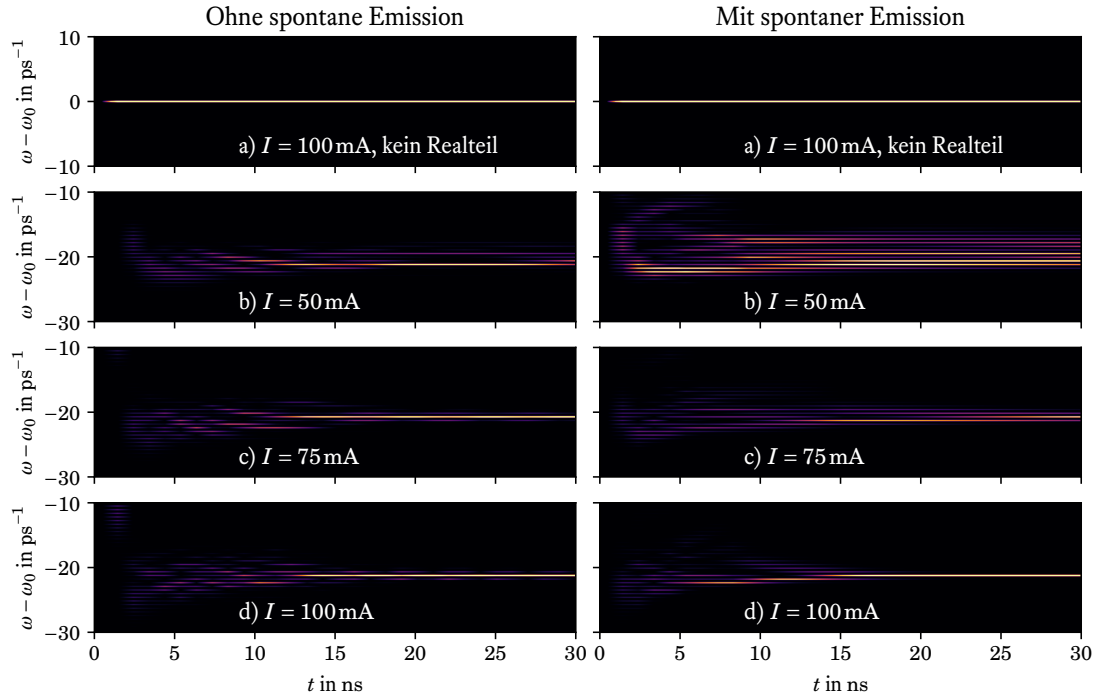 Ohne spontane Emission
Mit spontaner Emission
10
0
−10
ω − ω₀ in ps⁻¹
a) I = 100 mA, kein Realteil
a) I = 100 mA, kein Realteil
−10
−20
−30
ω − ω₀ in ps⁻¹
b) I = 50 mA
b) I = 50 mA
−10
−20
−30
ω − ω₀ in ps⁻¹
c) I = 75 mA
c) I = 75 mA
−10
−20
−30
ω − ω₀ in ps⁻¹
d) I = 100 mA
d) I = 100 mA
0 5 10 15 20 25 30
0 5 10 15 20 25 30
t in ns
t in ns